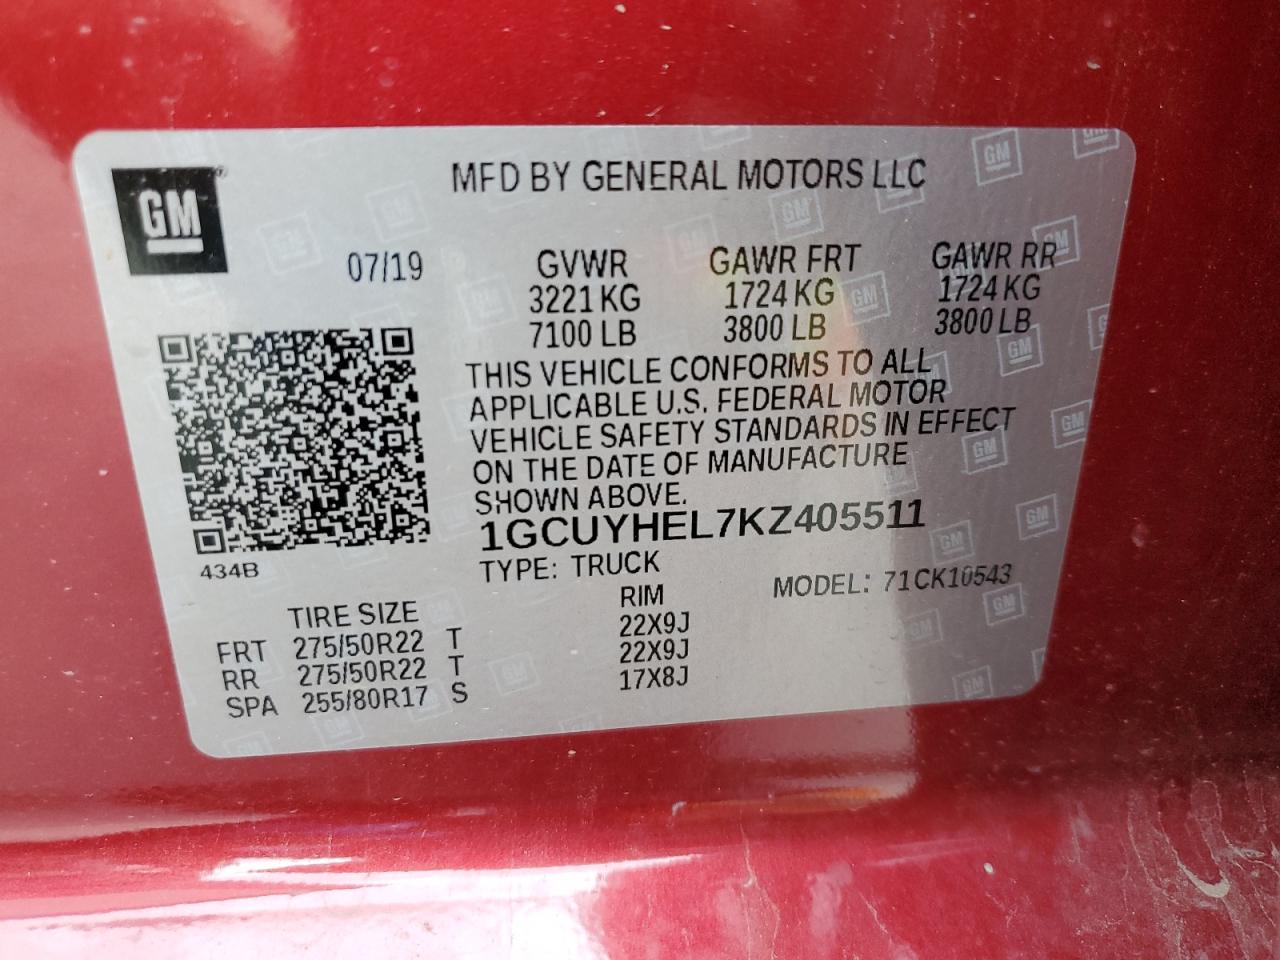 GM
MFD BY GENERAL MOTORS LLC
07/19 GVWR GAWR FRT GAWR RR
3221 KG 1724 KG 1724 KG
7100 LB 3800 LB 3800 LB
THIS VEHICLE CONFORMS TO ALL
APPLICABLE U.S. FEDERAL MOTOR
VEHICLE SAFETY STANDARDS IN EFFECT
ON THE DATE OF MANUFACTURE
SHOWN ABOVE.
1GCUYHEL7KZ405511
434B
TYPE: TRUCK MODEL: 71CK10543
TIRE SIZE RIM
FRT 275/50R22 T 22X9J
RR 275/50R22 T 22X9J
SPA 255/80R17 S 17X8J